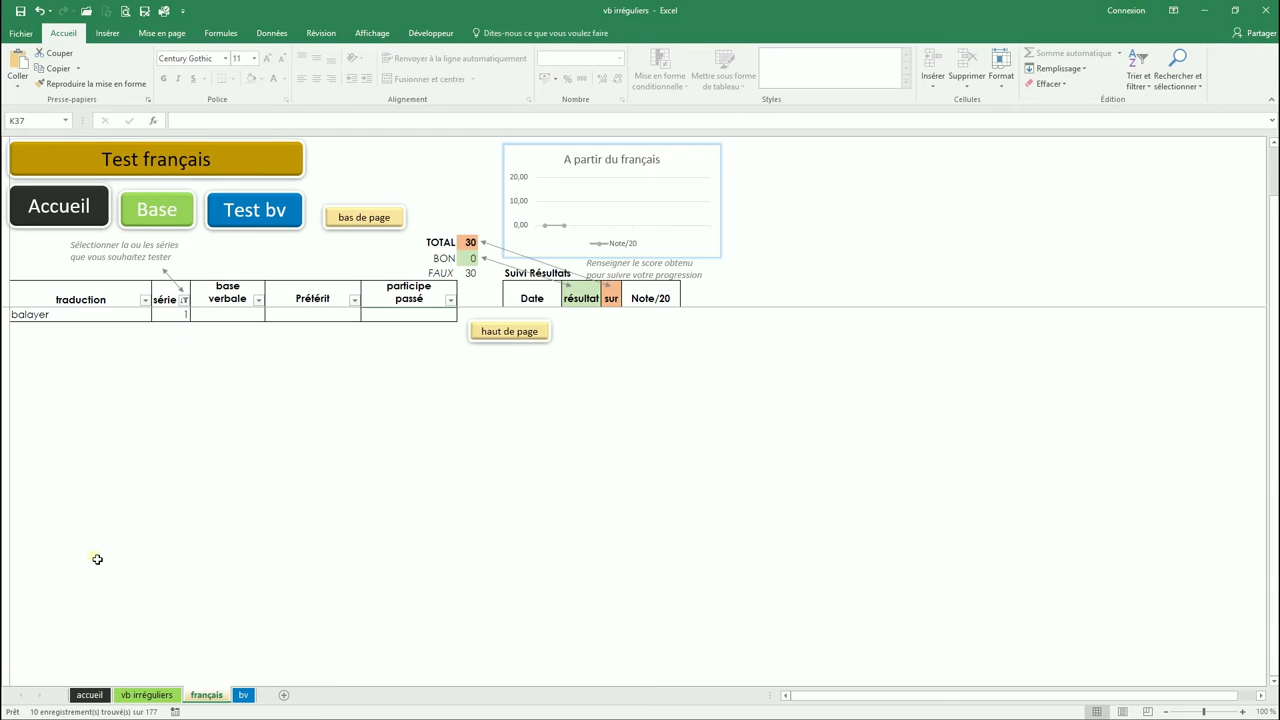 vb irréguliers - Excel
Connexion
Fichier Accueil Insérer Mise en page Formules Données Révision Affichage Développeur Dites-nous ce que vous voulez faire Partager
Coller
Couper
Copier
Reproduire la mise en forme
Presse-papiers
Century Gothic 11
G I S
Police
Renvoyer à la ligne automatiquement
Fusionner et centrer
Alignement
% 000
Nombre
Mise en forme conditionnelle
Mettre sous forme de tableau
Styles
Insérer Supprimer Format
Cellules
Somme automatique
Remplissage
Effacer
Trier et filtrer
Rechercher et sélectionner
Édition
K37
fx
Test français
Accueil Base Test bv
bas de page
A partir du français
20,00
10,00
0,00
Note/20
Sélectionner la ou les séries
que vous souhaitez tester
TOTAL 30
BON 0
FAUX 30
Suivi Résultats
Renseigner le score obtenu
pour suivre votre progression
traduction série base verbale Prétérit participe passé
Date résultat sur Note/20
balayer 1
haut de page
accueil vb irréguliers français bv
Prêt 10 enregistrement(s) trouvé(s) sur 177
100 %